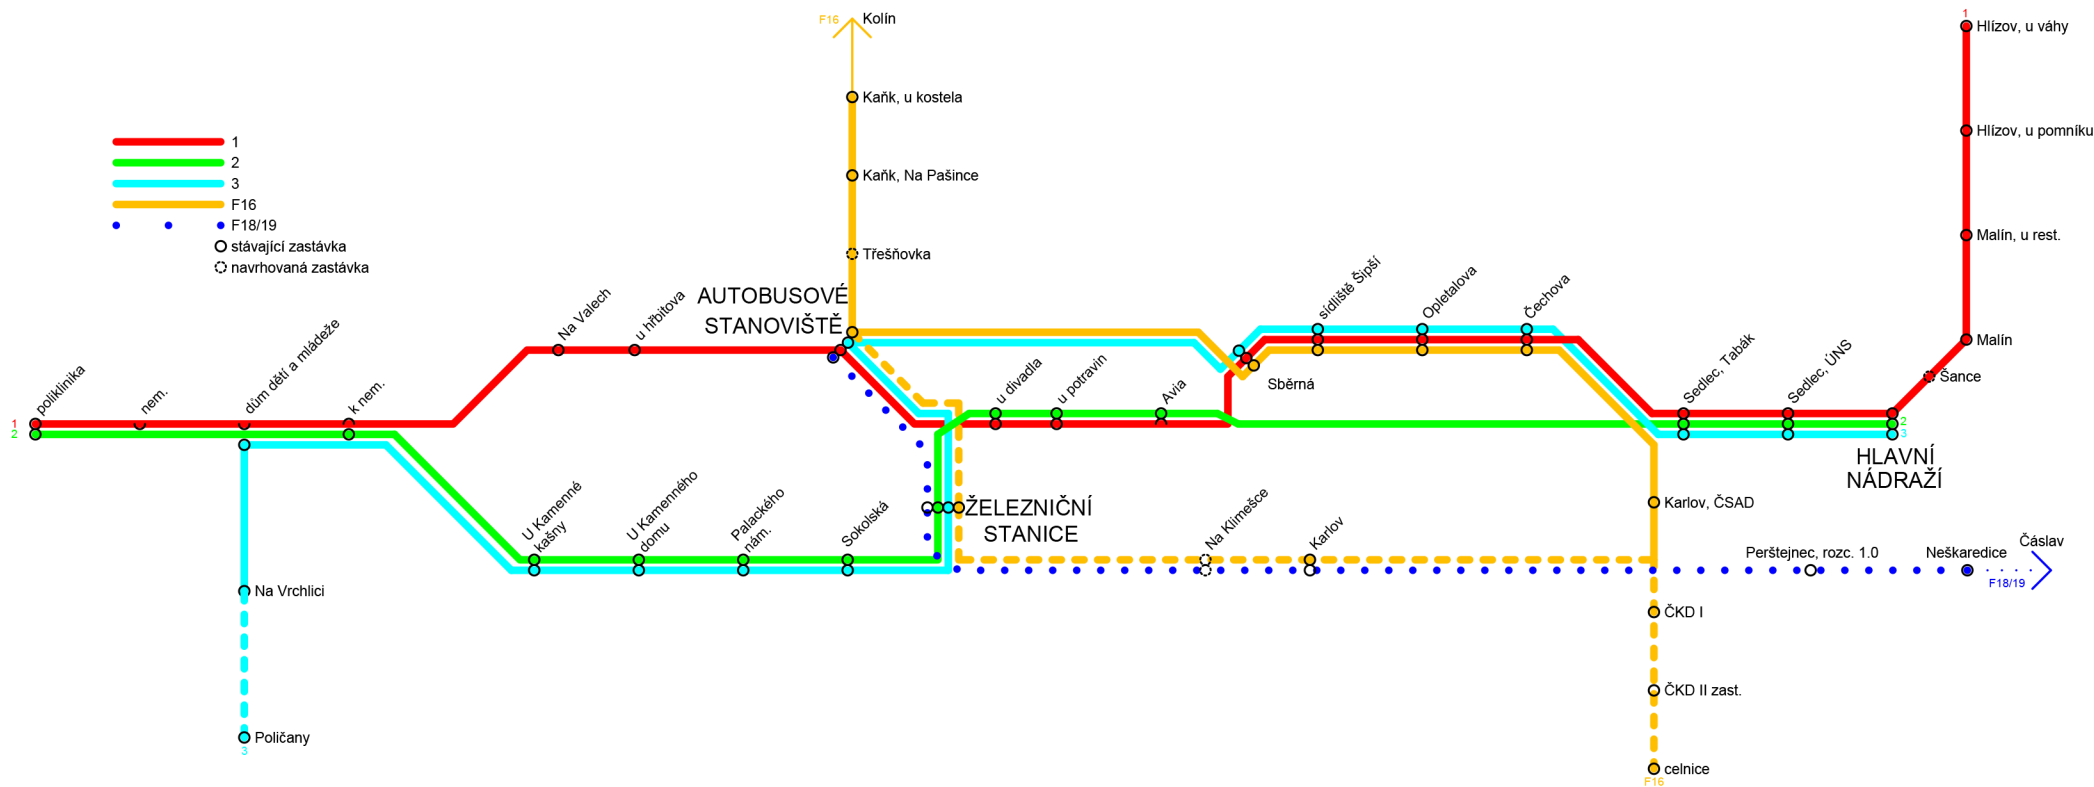 F16
Kolín
1
Hlízov, u váhy
Kaňk, u kostela
Hlízov, u pomníku
1
2
3
F16
F18/19
stávající zastávka
navrhovaná zastávka
Kaňk, Na Pašince
Třešňovka
Malín, u rest.
AUTOBUSOVÉ
STANOVIŠTĚ
Na Valech
u hřbitova
sídliště Šipší
Opletalova
Čechova
Malín
Šance
poliklinika
nem.
dům dětí a mládeže
k nem.
u divadla
u potravin
Avia
Sběrná
Sedlec, Tabák
Sedlec, ÚNS
1
2
2
3
HLAVNÍ
NÁDRAŽÍ
U Kamenné
kašny
U Kamenného
domu
Palackého
nám.
Sokolská
ŽELEZNIČNÍ
STANICE
Na Klimešce
Karlov
Karlov, ČSAD
Perštejnec, rozc. 1.0
Neškaredice
Čáslav
F18/19
Na Vrchlici
ČKD I
ČKD II zast.
Poličany
3
celnice
F16